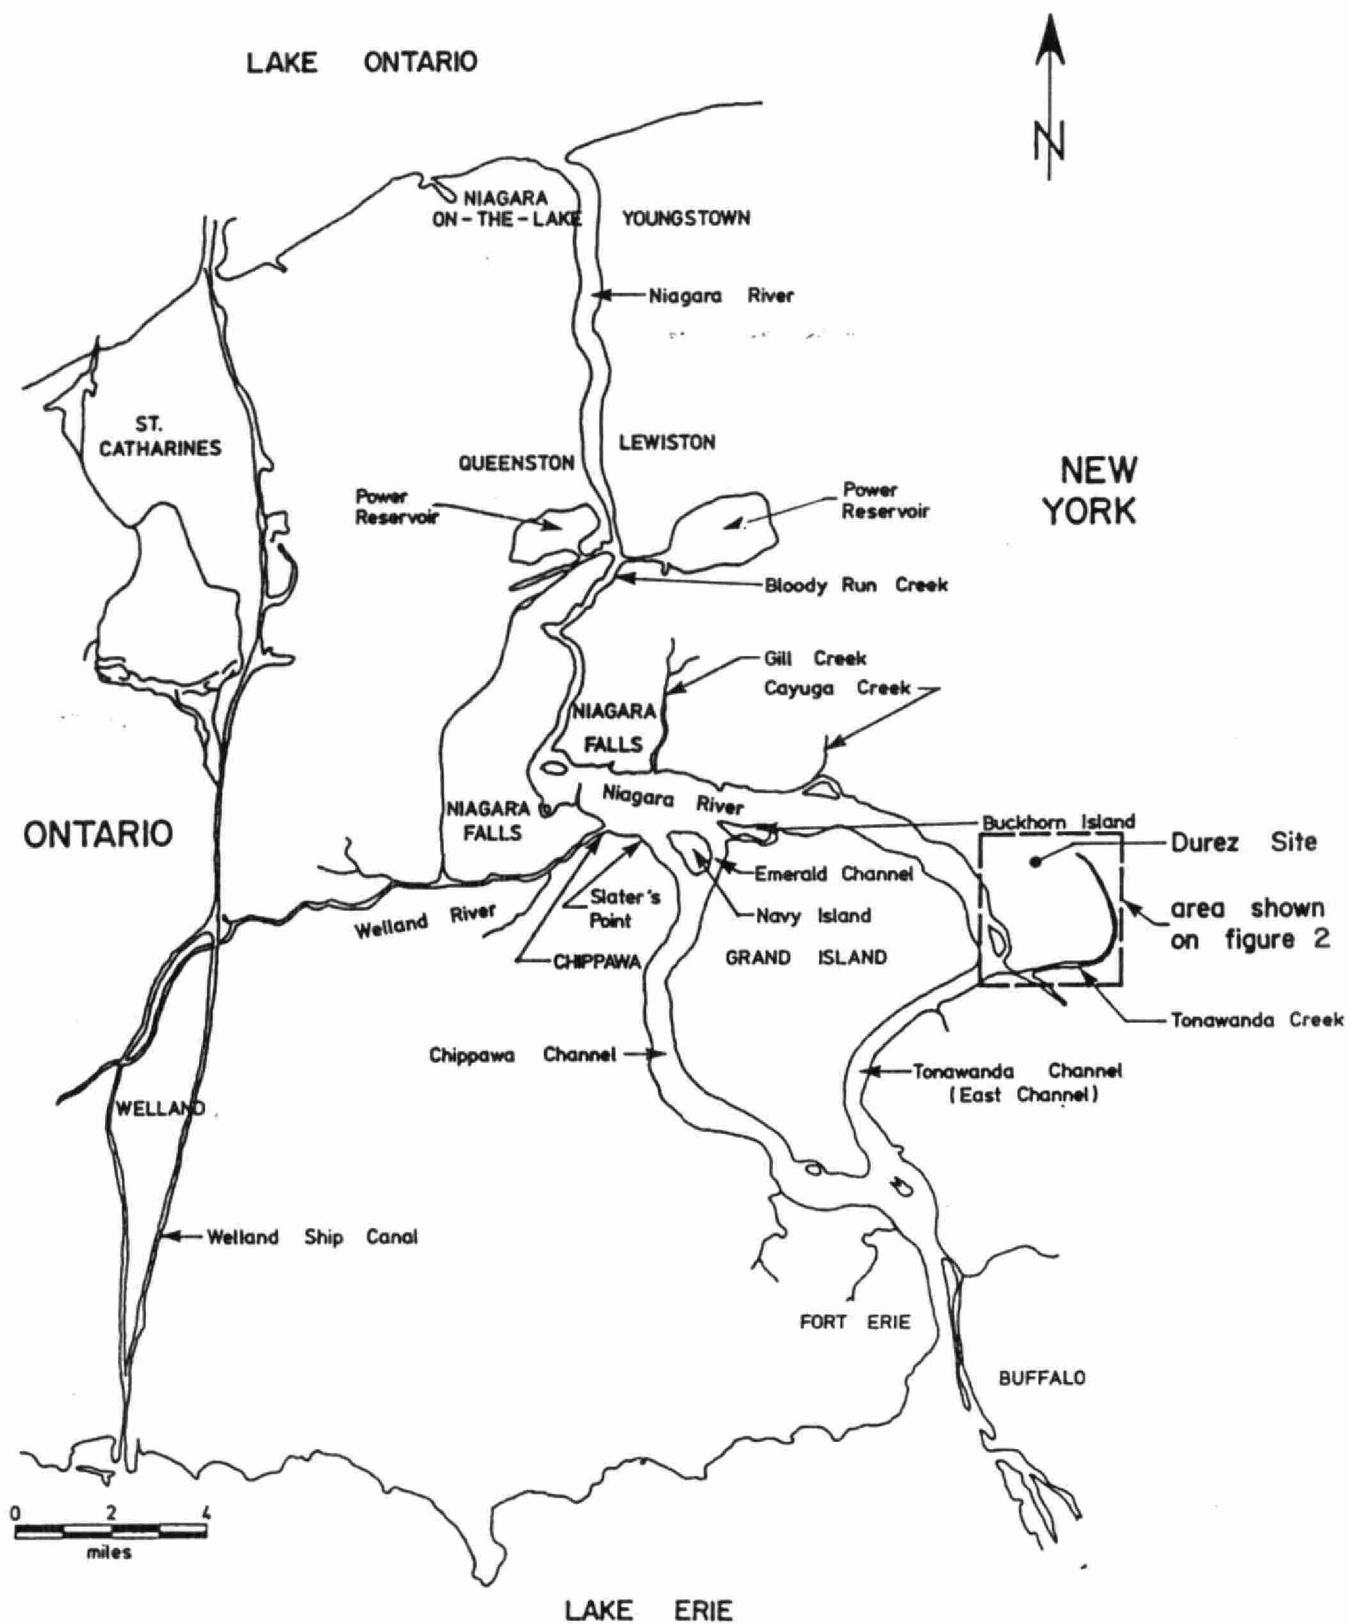 LAKE ONTARIO
N
NIAGARA
ON-THE-LAKE
YOUNGSTOWN
Niagara River
ST.
CATHARINES
QUEENSTON
LEWISTON
NEW
YORK
Power
Reservoir
Power
Reservoir
Bloody Run Creek
Gill Creek
Cayuga Creek
NIAGARA
FALLS
Niagara River
NIAGARA
FALLS
ONTARIO
Buckhorn Island
Durez Site
Emerald Channel
Slater's
Point
Navy Island
area shown
on figure 2
Welland River
CHIPPAWA
GRAND ISLAND
Tonawanda Creek
Chippawa Channel
Tonawanda Channel
(East Channel)
WELLAND
Welland Ship Canal
FORT ERIE
BUFFALO
0 2 4
miles
LAKE ERIE